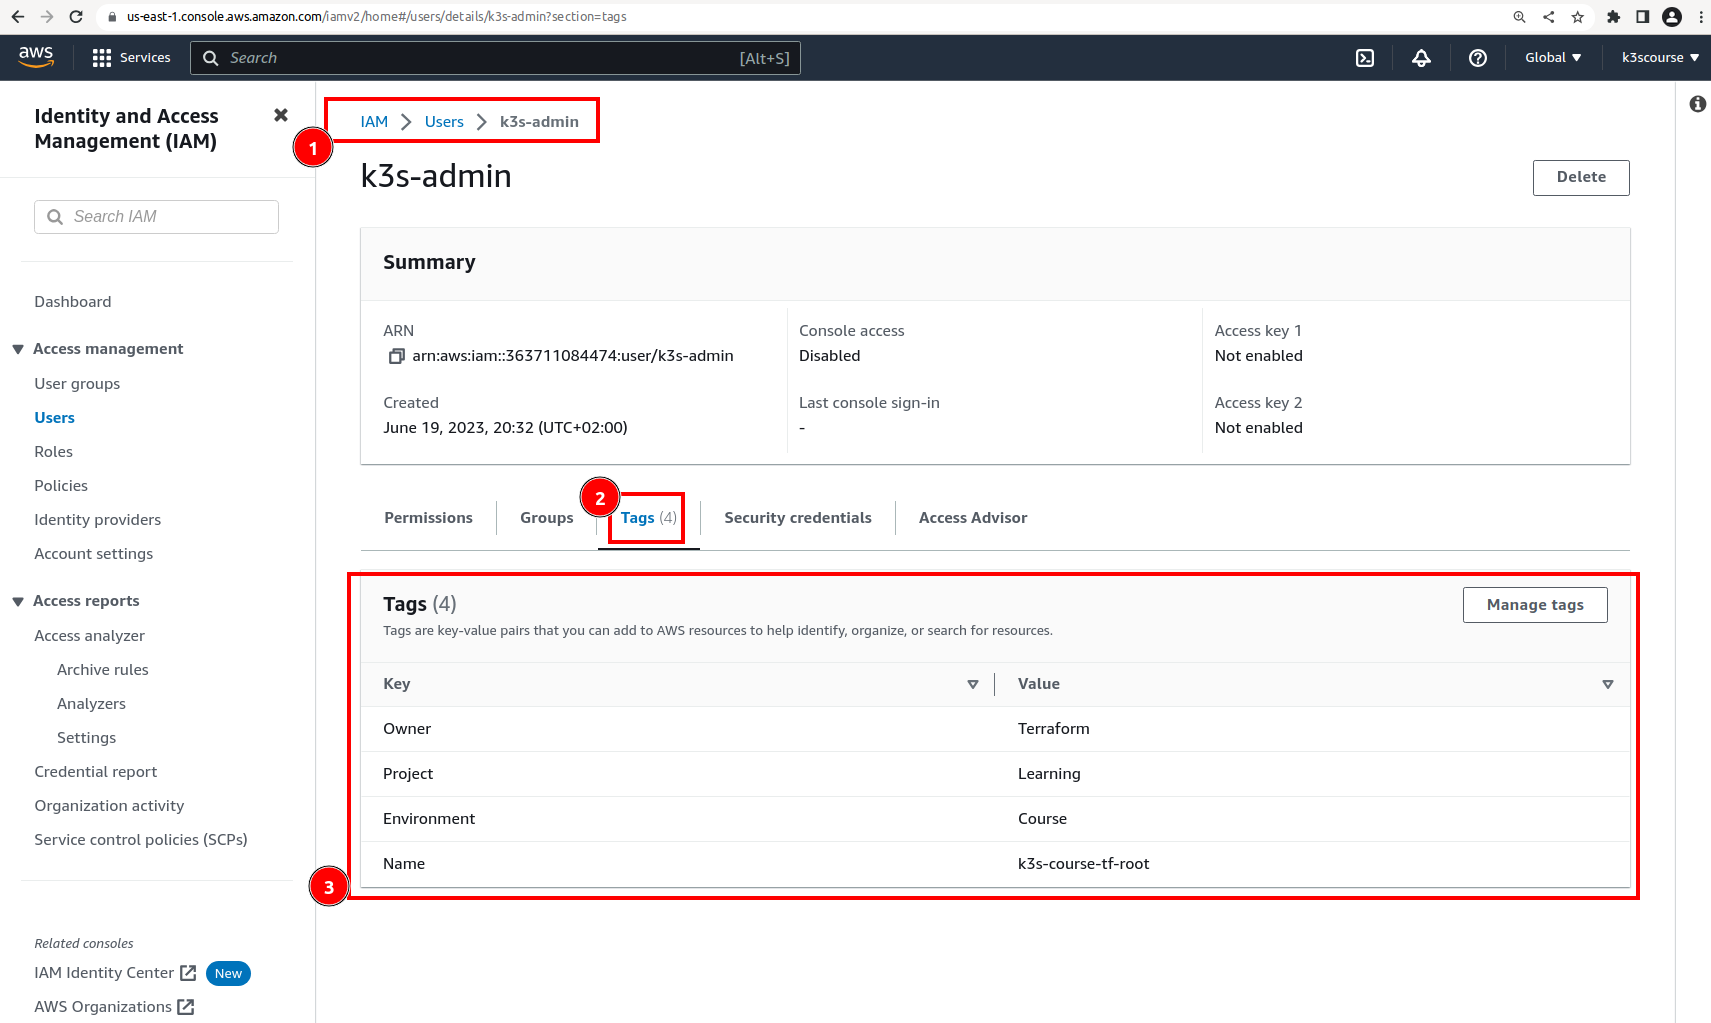 us-east-1.console.aws.amazon.com/iamv2/home#/users/details/k3s-admin?section=tags
aws
Services
Search
[Alt+S]
Global
k3scourse
Identity and Access
Management (IAM)
Search IAM
Dashboard
Access management
User groups
Users
Roles
Policies
Identity providers
Account settings
Access reports
Access analyzer
Archive rules
Analyzers
Settings
Credential report
Organization activity
Service control policies (SCPs)
Related consoles
IAM Identity Center New
AWS Organizations
1
IAM > Users > k3s-admin
k3s-admin
Delete
Summary
ARN
arn:aws:iam::363711084474:user/k3s-admin
Created
June 19, 2023, 20:32 (UTC+02:00)
Console access
Disabled
Last console sign-in
-
Access key 1
Not enabled
Access key 2
Not enabled
2
Permissions
Groups
Tags (4)
Security credentials
Access Advisor
Tags (4)
Manage tags
Tags are key-value pairs that you can add to AWS resources to help identify, organize, or search for resources.
Key Value
Owner Terraform
Project Learning
Environment Course
Name k3s-course-tf-root
3